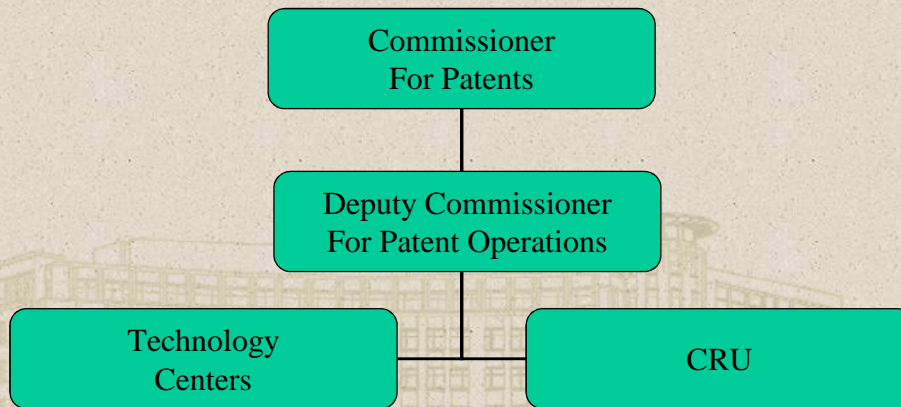 Commissioner
For Patents
Deputy Commissioner
For Patent Operations
Technology
Centers
CRU